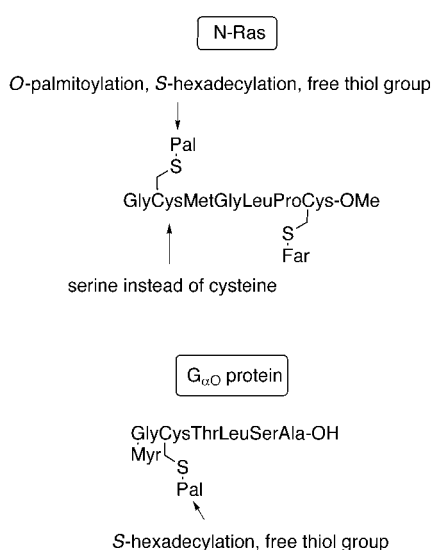 N-Ras
O-palmitoylation, S-hexadecylation, free thiol group
Pal
S
GlyCysMetGlyLeuProCys-OMe
S
Far
serine instead of cysteine
GαO protein
GlyCysThrLeuSerAla-OH
Myr
S
Pal
S-hexadecylation, free thiol group